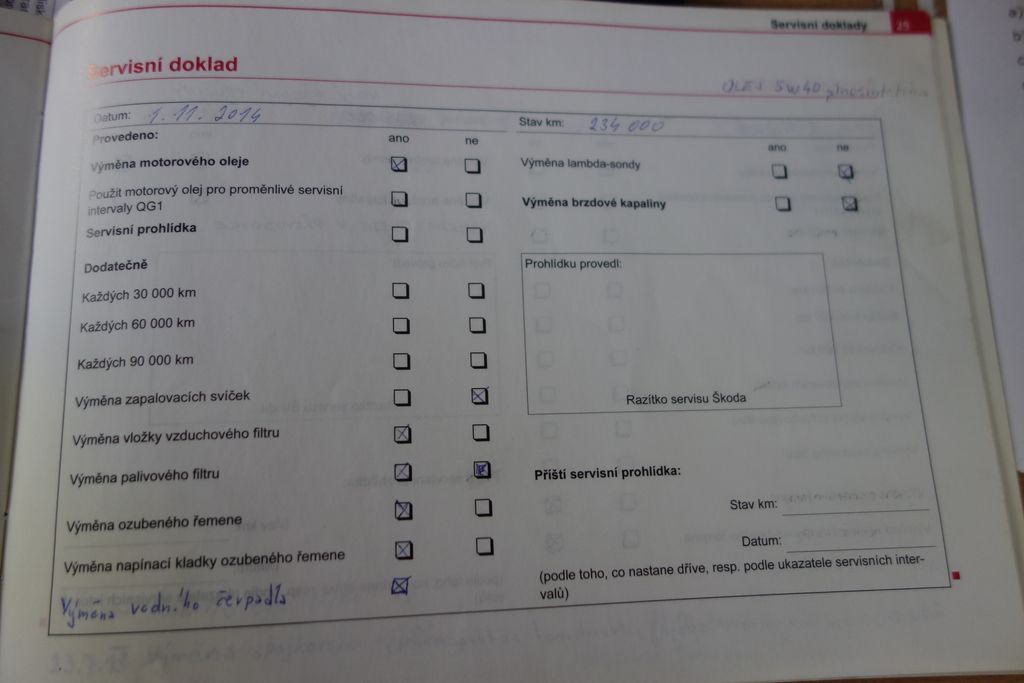 Servisní doklady 25
Servisní doklad
OLEJ 5W40
Datum: 1.11.2014
Stav km: 234 000
Provedeno: ano ne
ano ne
Výměna motorového oleje
Výměna lambda-sondy
Použit motorový olej pro proměnlivé servisní
intervaly QG1
Výměna brzdové kapaliny
Servisní prohlídka
Dodatečně
Prohlídku provedl:
Každých 30 000 km
Každých 60 000 km
Každých 90 000 km
Výměna zapalovacích svíček
Razítko servisu Škoda
Výměna vložky vzduchového filtru
Výměna palivového filtru
Příští servisní prohlídka:
Stav km:
Výměna ozubeného řemene
Datum:
Výměna napínací kladky ozubeného řemene
(podle toho, co nastane dříve, resp. podle ukazatele servisních inter-
valů)
Výměna vodního čerpadla